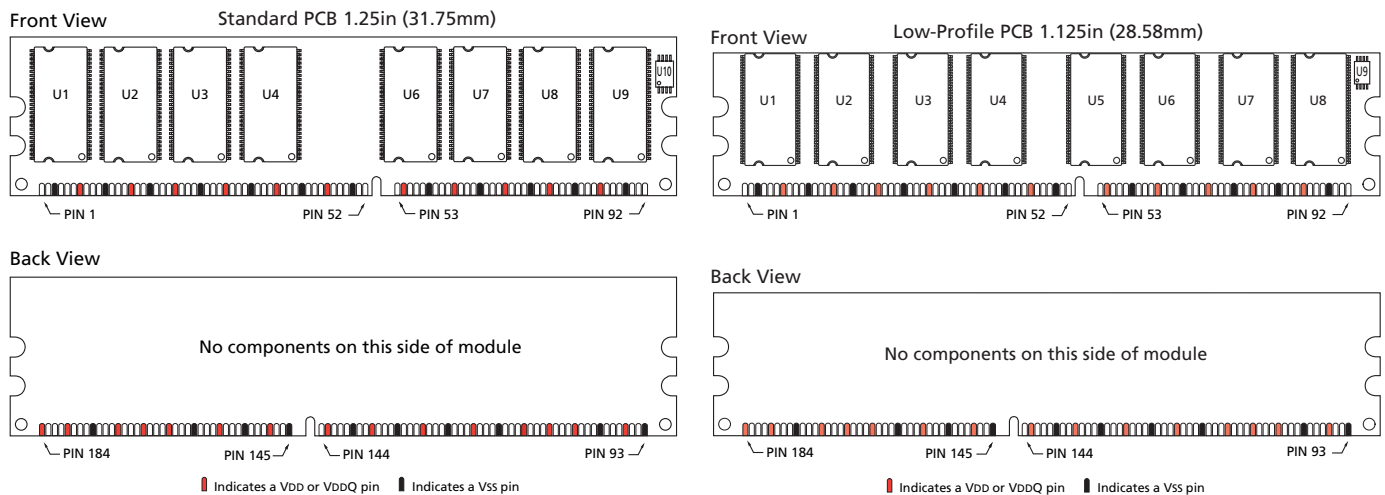 Front View
Standard PCB 1.25in (31.75mm)
U1 U2 U3 U4 U6 U7 U8 U9 U10
PIN 1 PIN 52 PIN 53 PIN 92
Back View
No components on this side of module
PIN 184 PIN 145 PIN 144 PIN 93
Indicates a VDD or VDDQ pin Indicates a VSS pin
Front View
Low-Profile PCB 1.125in (28.58mm)
U1 U2 U3 U4 U5 U6 U7 U8 U9
PIN 1 PIN 52 PIN 53 PIN 92
Back View
No components on this side of module
PIN 184 PIN 145 PIN 144 PIN 93
Indicates a VDD or VDDQ pin Indicates a VSS pin